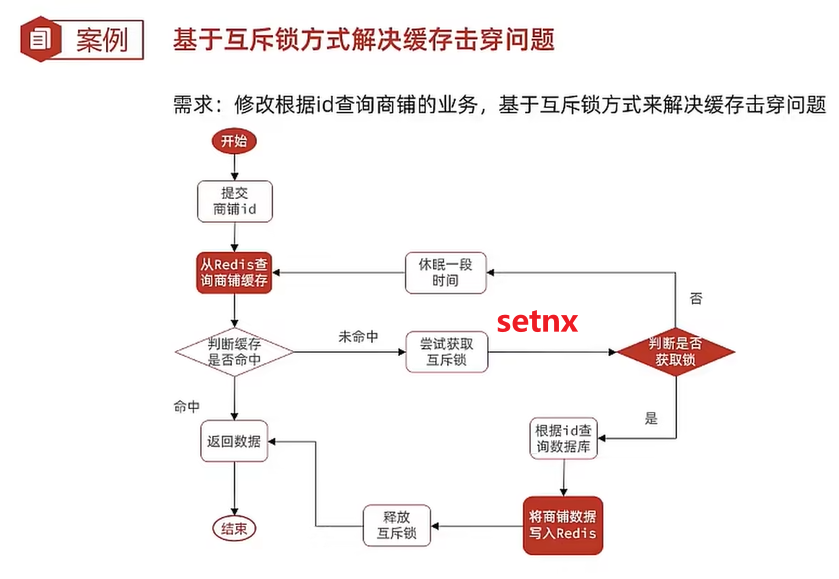 案例
基于互斥锁方式解决缓存击穿问题
需求：修改根据id查询商铺的业务，基于互斥锁方式来解决缓存击穿问题
开始
提交
商铺id
从Redis查
询商铺缓存
休眠一段
时间
否
setnx
判断缓存
是否命中
未命中
尝试获取
互斥锁
判断是否
获取锁
命中
是
返回数据
根据id查
询数据库
释放
互斥锁
将商铺数据
写入Redis
结束